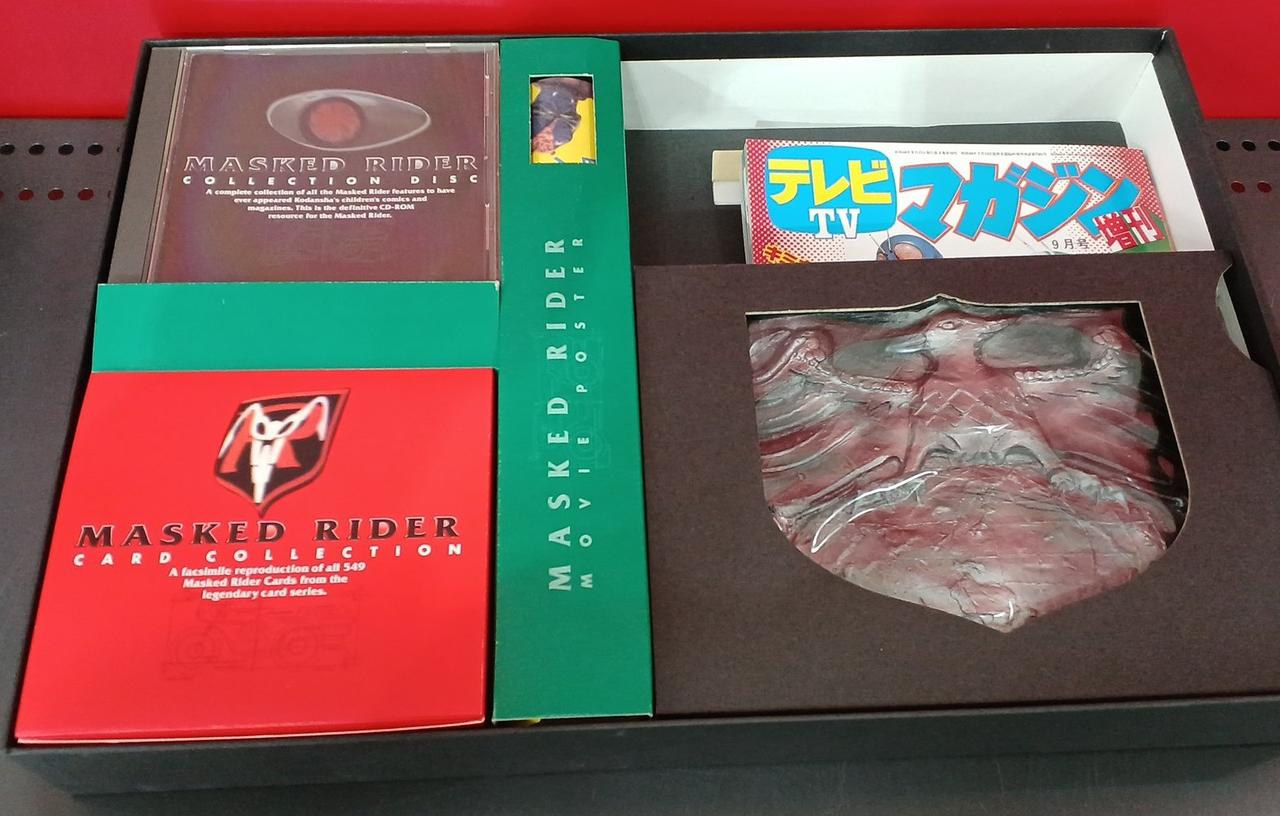 MASKED RIDER
COLLECTION DISC
A complete collection of all the Masked Rider features to have
ever appeared Kodansha's children's comics and
magazines. This is the definitive CD-ROM
resource for the Masked Rider.
MASKED RIDER
CARD COLLECTION
A facsimile reproduction of all 549
Masked Rider Cards from the
legendary card series.
MASKED RIDER
MOVIE POSTER
テレビ
TV
マガジン
増刊
9月号